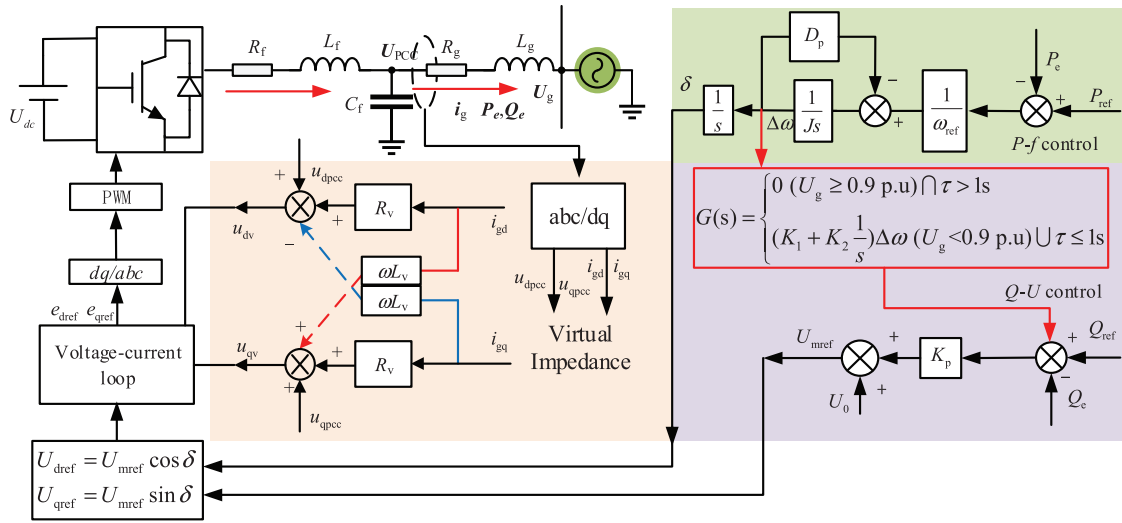 U_dc
R_f
L_f
U_PCC
R_g
L_g
C_f
i_g
P_e,Q_e
U_g
PWM
dq/abc
e_dref e_qref
Voltage-current
loop
U_dref = U_mref cos δ
U_qref = U_mref sin δ
+
u_dpcc
u_dv
+
−
R_v
i_gd
ωL_v
ωL_v
+
u_qv
+
+
R_v
i_gq
u_qpcc
abc/dq
u_dpcc
u_qpcc
i_gd
i_gq
Virtual
Impedance
D_p
δ
1/s
Δω
1/Js
−
+
1/ω_ref
−
P_e
+
P_ref
P-f control
G(s) = {0 (U_g ≥ 0.9 p.u) ⋂ τ > 1s
(K_1 + K_2 1/s)Δω (U_g <0.9 p.u) ⋃ τ ≤ 1s
Q-U control
U_mref
+
+
U_0
K_p
+
+
Q_ref
−
Q_e